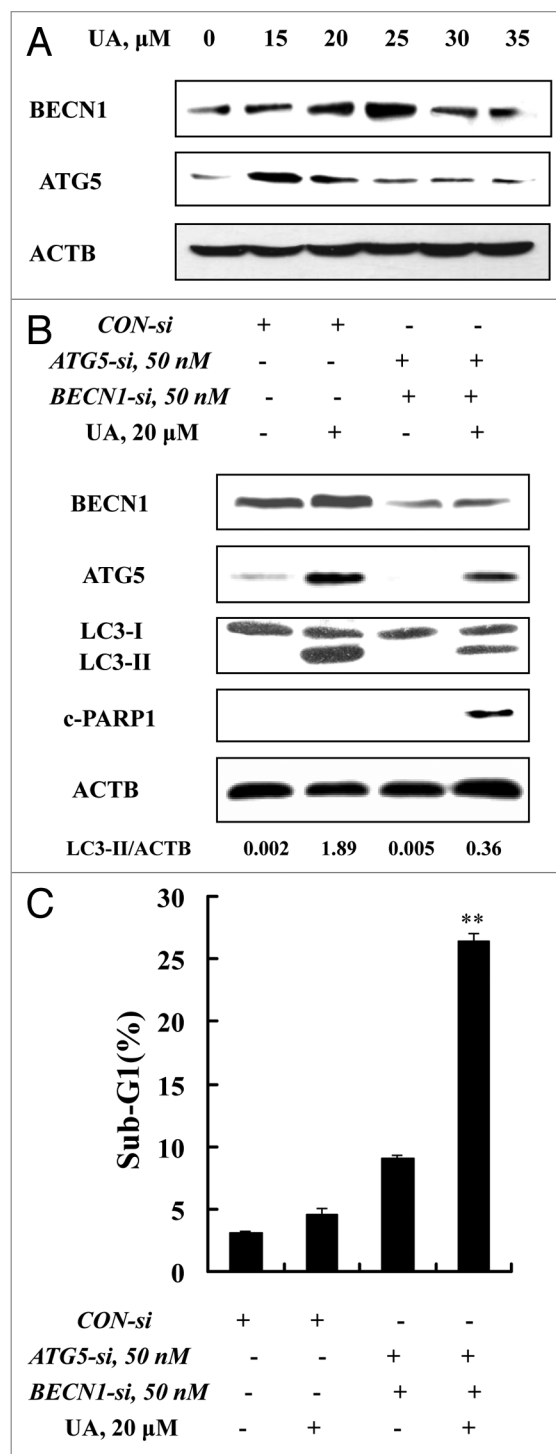 A
UA, μM 0 15 20 25 30 35
BECN1
ATG5
ACTB
B
CON-si + + - -
ATG5-si, 50 nM - - + +
BECN1-si, 50 nM - - + +
UA, 20 μM - + - +
BECN1
ATG5
LC3-I
LC3-II
c-PARP1
ACTB
LC3-II/ACTB 0.002 1.89 0.005 0.36
C
Sub-G1(%)
30
25
20
15
10
5
0
**
CON-si + + - -
ATG5-si, 50 nM - - + +
BECN1-si, 50 nM - - + +
UA, 20 μM - + - +